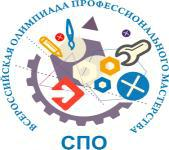 ВСЕРОССИЙСКАЯ ОЛИМПИАДА ПРОФЕССИОНАЛЬНОГО МАСТЕРСТВА
СПО